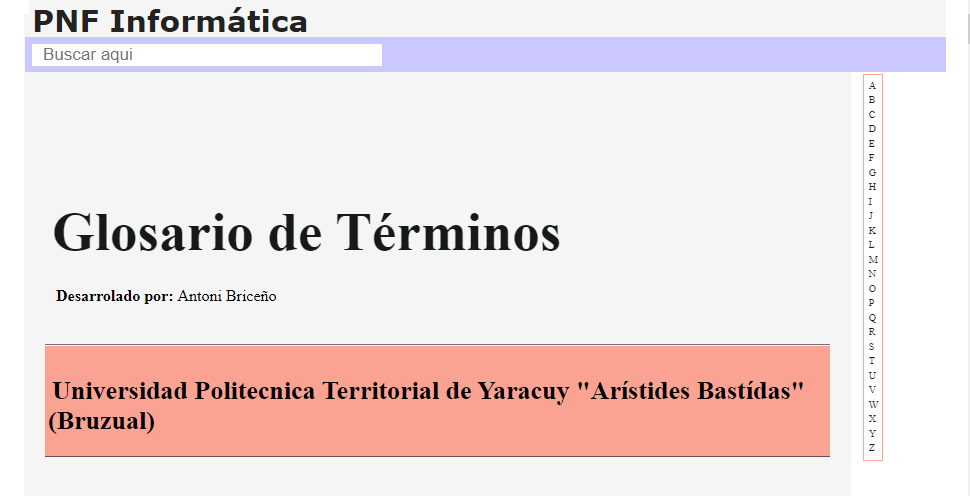 PNF Informática
Buscar aqui
Glosario de Términos
Desarrolado por: Antoni Briceño
Universidad Politecnica Territorial de Yaracuy "Arístides Bastídas"
(Bruzual)
A
B
C
D
E
F
G
H
I
J
K
L
M
N
O
P
Q
R
S
T
U
V
W
X
Y
Z